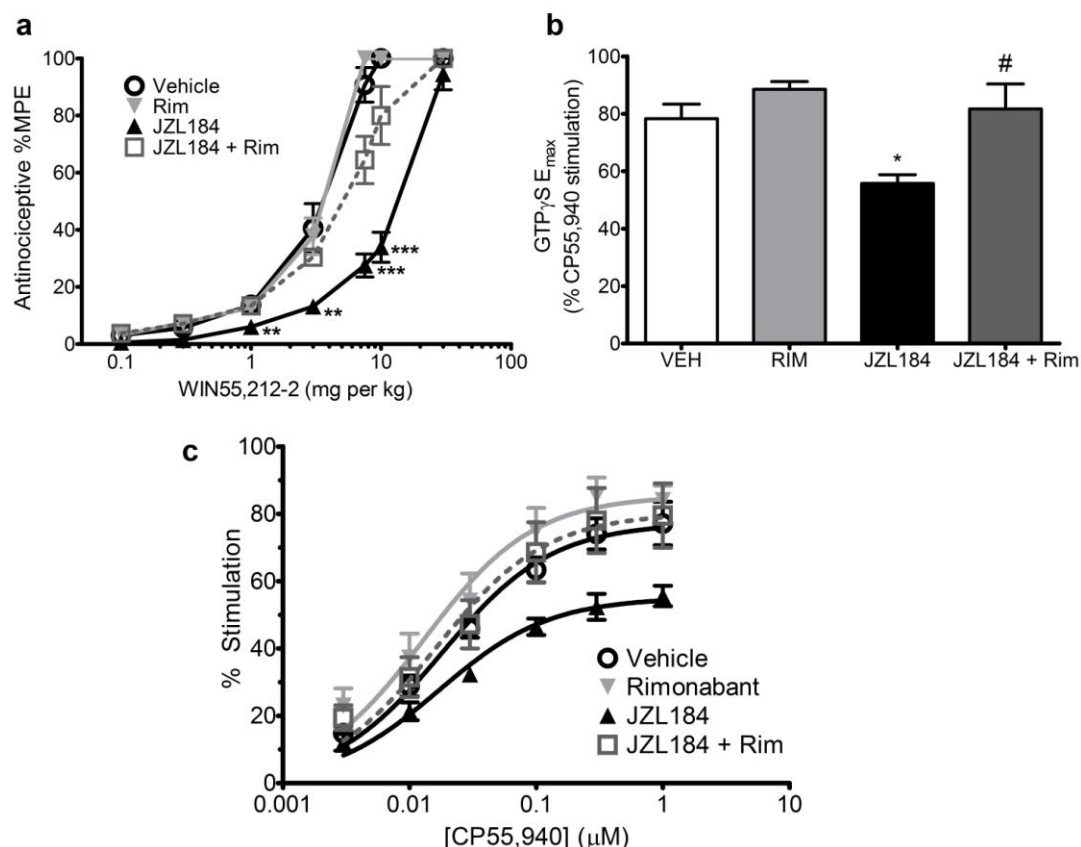 a
Antinociceptive %MPE
100
80
60
40
20
0
Vehicle
Rim
JZL184
JZL184 + Rim
***
***
**
**
0.1 1 10 100
WIN55,212-2 (mg per kg)
b
GTPγS Emax
(% CP55,940 stimulation)
100
80
60
40
20
0
*
#
VEH RIM JZL184 JZL184 + Rim
c
% Stimulation
100
80
60
40
20
0
Vehicle
Rimonabant
JZL184
JZL184 + Rim
0.001 0.01 0.1 1 10
[CP55,940] (μM)